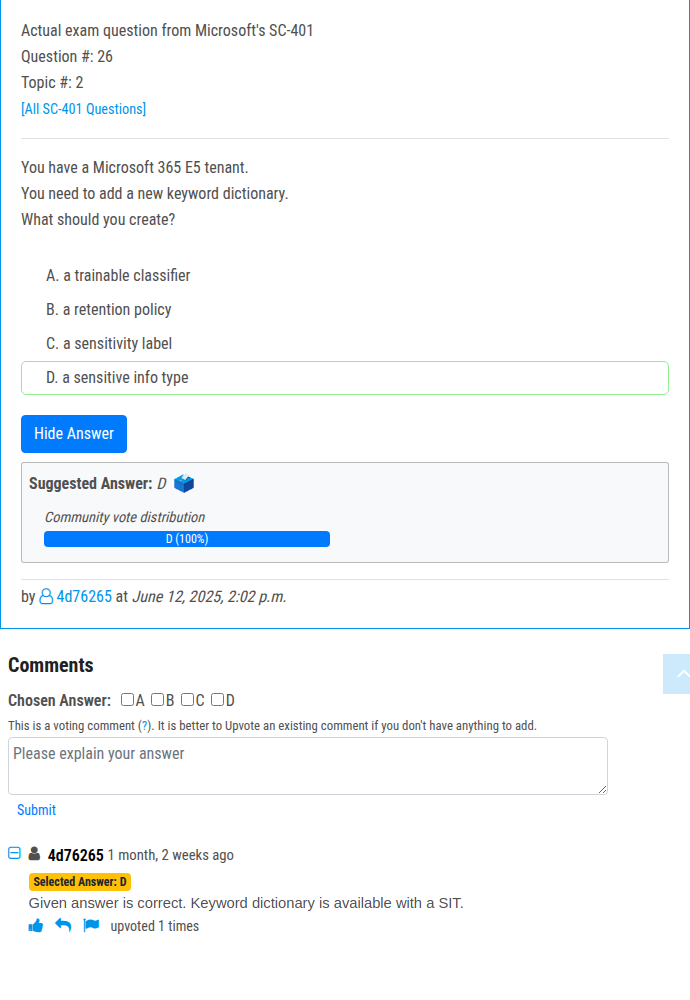 Actual exam question from Microsoft's SC-401
Question #: 26
Topic #: 2
[All SC-401 Questions]
You have a Microsoft 365 E5 tenant.
You need to add a new keyword dictionary.
What should you create?
A. a trainable classifier
B. a retention policy
C. a sensitivity label
D. a sensitive info type
Hide Answer
Suggested Answer: D
Community vote distribution
D (100%)
by 4d76265 at June 12, 2025, 2:02 p.m.
Comments
Chosen Answer: A B C D
This is a voting comment (?). It is better to Upvote an existing comment if you don't have anything to add.
Please explain your answer
Submit
4d76265 1 month, 2 weeks ago
Selected Answer: D
Given answer is correct. Keyword dictionary is available with a SIT.
upvoted 1 times